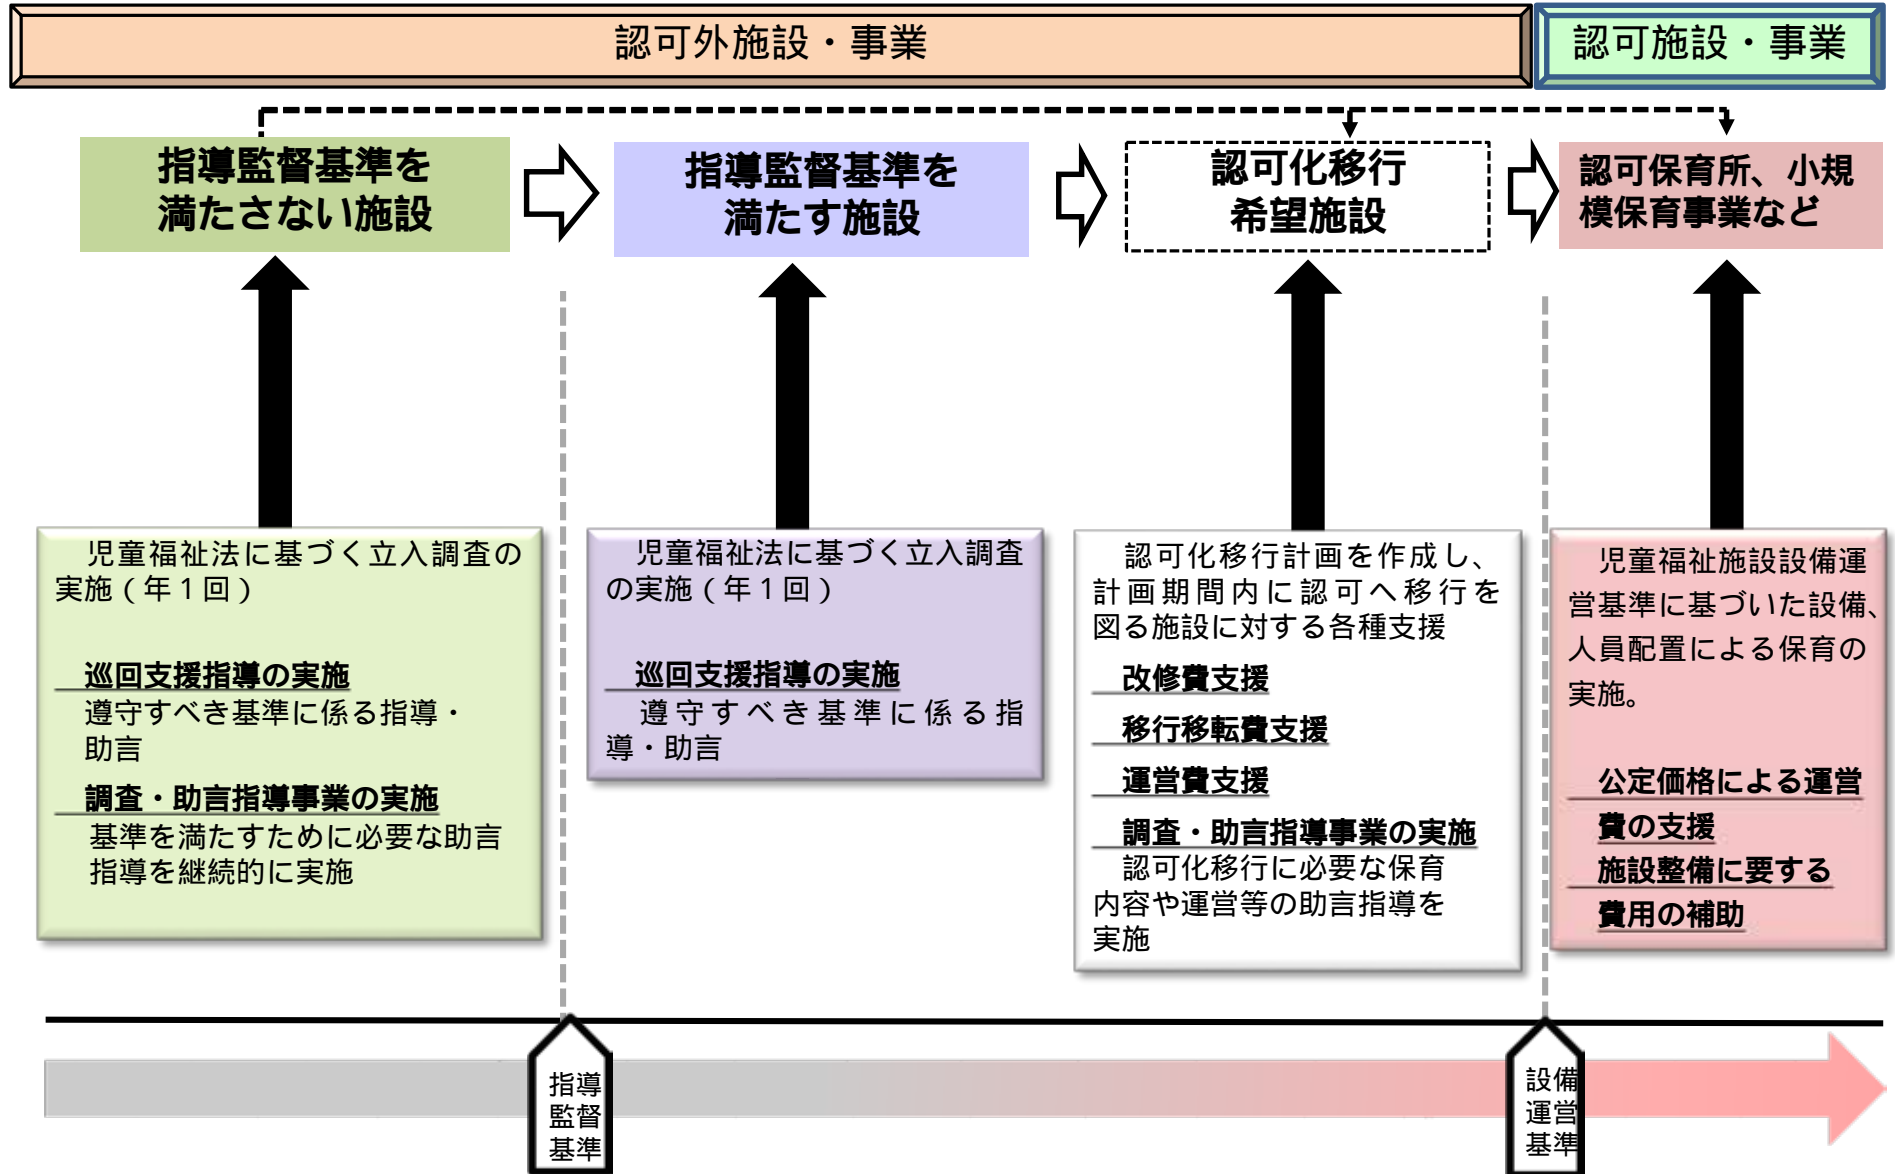 認可外施設・事業
認可施設・事業
指導監督基準を
満たさない施設
指導監督基準を
満たす施設
認可化移行
希望施設
認可保育所、小規
模保育事業など
児童福祉法に基づく立入調査の
実施（年１回）
巡回支援指導の実施
遵守すべき基準に係る指導・
助言
調査・助言指導事業の実施
基準を満たすために必要な助言
指導を継続的に実施
児童福祉法に基づく立入調査
の実施（年１回）
巡回支援指導の実施
遵守すべき基準に係る指
導・助言
認可化移行計画を作成し、
計画期間内に認可へ移行を
図る施設に対する各種支援
改修費支援
移行移転費支援
運営費支援
調査・助言指導事業の実施
認可化移行に必要な保育
内容や運営等の助言指導を
実施
児童福祉施設設備運
営基準に基づいた設備、
人員配置による保育の
実施。
公定価格による運営
費の支援
施設整備に要する
費用の補助
指導
監督
基準
設備
運営
基準